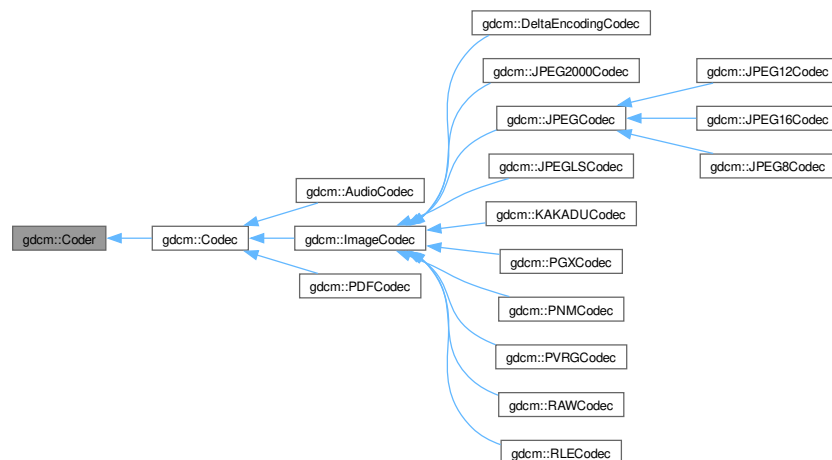 gdcm::DeltaEncodingCodec
gdcm::JPEG2000Codec
gdcm::JPEG12Codec
gdcm::JPEGCodec
gdcm::JPEG16Codec
gdcm::JPEGLSCodec
gdcm::JPEG8Codec
gdcm::AudioCodec
gdcm::KAKADUCodec
gdcm::Coder
gdcm::Codec
gdcm::ImageCodec
gdcm::PGXCodec
gdcm::PDFCodec
gdcm::PNMCodec
gdcm::PVRGCodec
gdcm::RAWCodec
gdcm::RLECodec